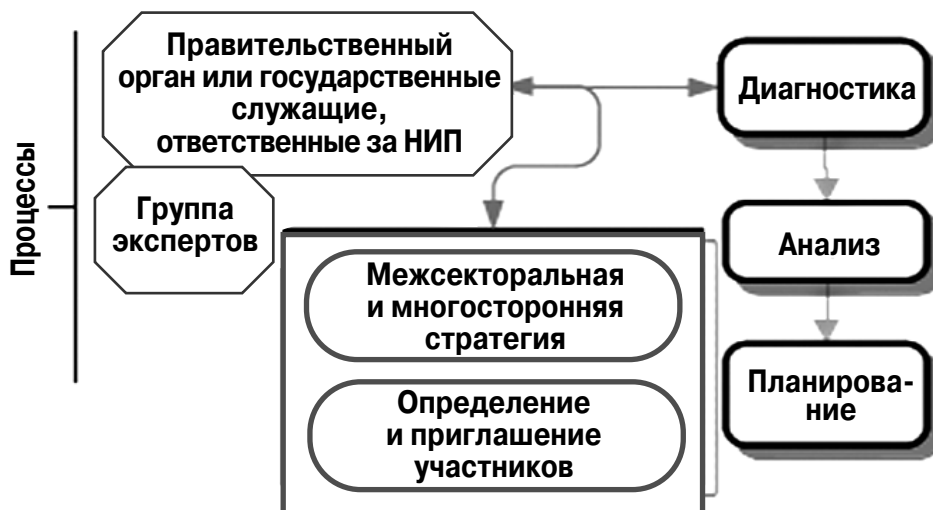 Процессы
Правительственный
орган или государственные
служащие,
ответственные за НИП
Группа
экспертов
Межсекторальная
и многосторонняя
стратегия
Определение
и приглашение
участников
Диагностика
Анализ
Планирова-
ние